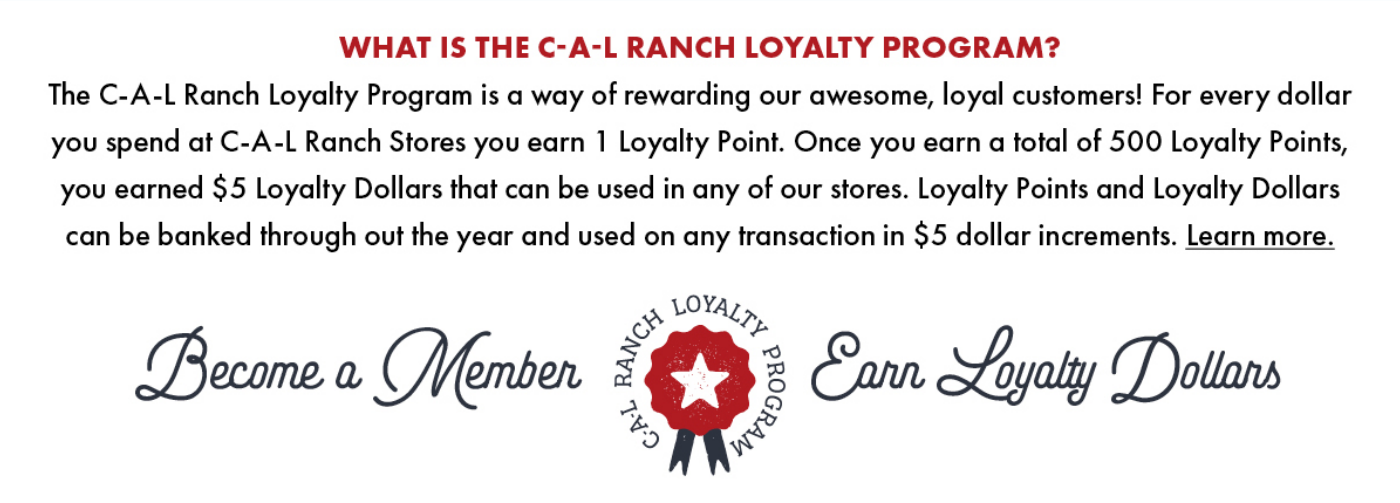 WHAT IS THE C-A-L RANCH LOYALTY PROGRAM?
The C-A-L Ranch Loyalty Program is a way of rewarding our awesome, loyal customers! For every dollar
you spend at C-A-L Ranch Stores you earn 1 Loyalty Point. Once you earn a total of 500 Loyalty Points,
you earned $5 Loyalty Dollars that can be used in any of our stores. Loyalty Points and Loyalty Dollars
can be banked through out the year and used on any transaction in $5 dollar increments. Learn more.
Become a Member
C-A-L RANCH LOYALTY PROGRAM
Earn Loyalty Dollars